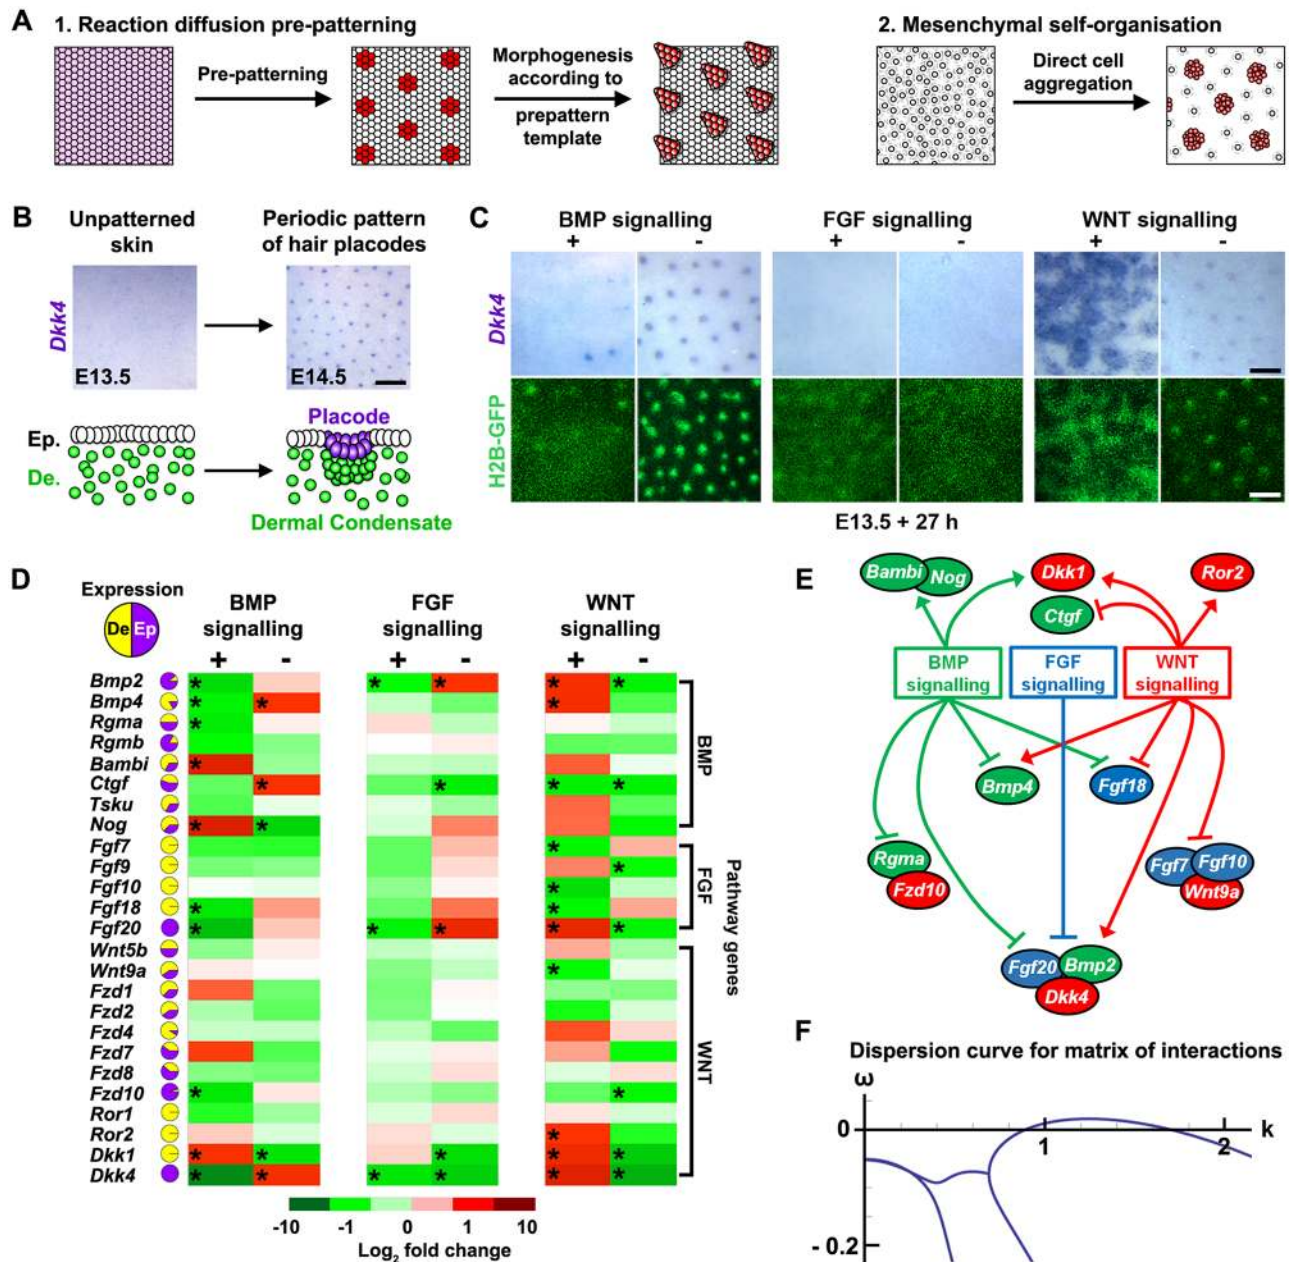 A
1. Reaction diffusion pre-patterning
Pre-patterning
Morphogenesis
according to
prepattern
template
2. Mesenchymal self-organisation
Direct cell
aggregation
B
Unpatterned
skin
Periodic pattern
of hair placodes
Dkk4
E13.5
E14.5
Ep.
De.
Placode
Dermal Condensate
C
BMP signalling
FGF signalling
WNT signalling
+ - + - + -
Dkk4
H2B-GFP
E13.5 + 27 h
D
Expression
De Ep
BMP
signalling
FGF
signalling
WNT
signalling
+ - + - + -
Bmp2 * * * * *
Bmp4 * * *
Rgma *
Rgmb
Bambi *
Ctgf * * * *
Tsku
Nog * *
Fgf7 *
Fgf9 *
Fgf10 *
Fgf18 * *
Fgf20 * * * * *
Wnt5b
Wnt9a *
Fzd1
Fzd2
Fzd4
Fzd7
Fzd8
Fzd10 * *
Ror1
Ror2 *
Dkk1 * * * * *
Dkk4 * * * * * *
BMP
FGF
WNT
Pathway genes
-10 -1 0 1 10
Log2 fold change
E
Bambi Nog
Dkk1
Ctgf
Ror2
BMP
signalling
FGF
signalling
WNT
signalling
Bmp4
Fgf18
Rgma
Fzd10
Fgf7 Fgf10
Wnt9a
Fgf20 Bmp2
Dkk4
F
Dispersion curve for matrix of interactions
ω
0
1
2
k
- 0.2